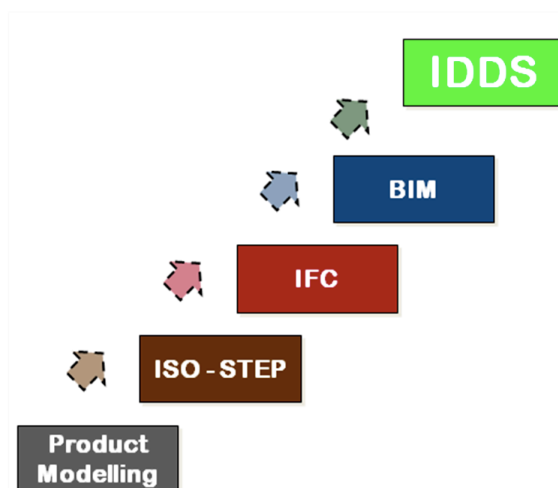 IDDS
BIM
IFC
ISO - STEP
Product
Modelling